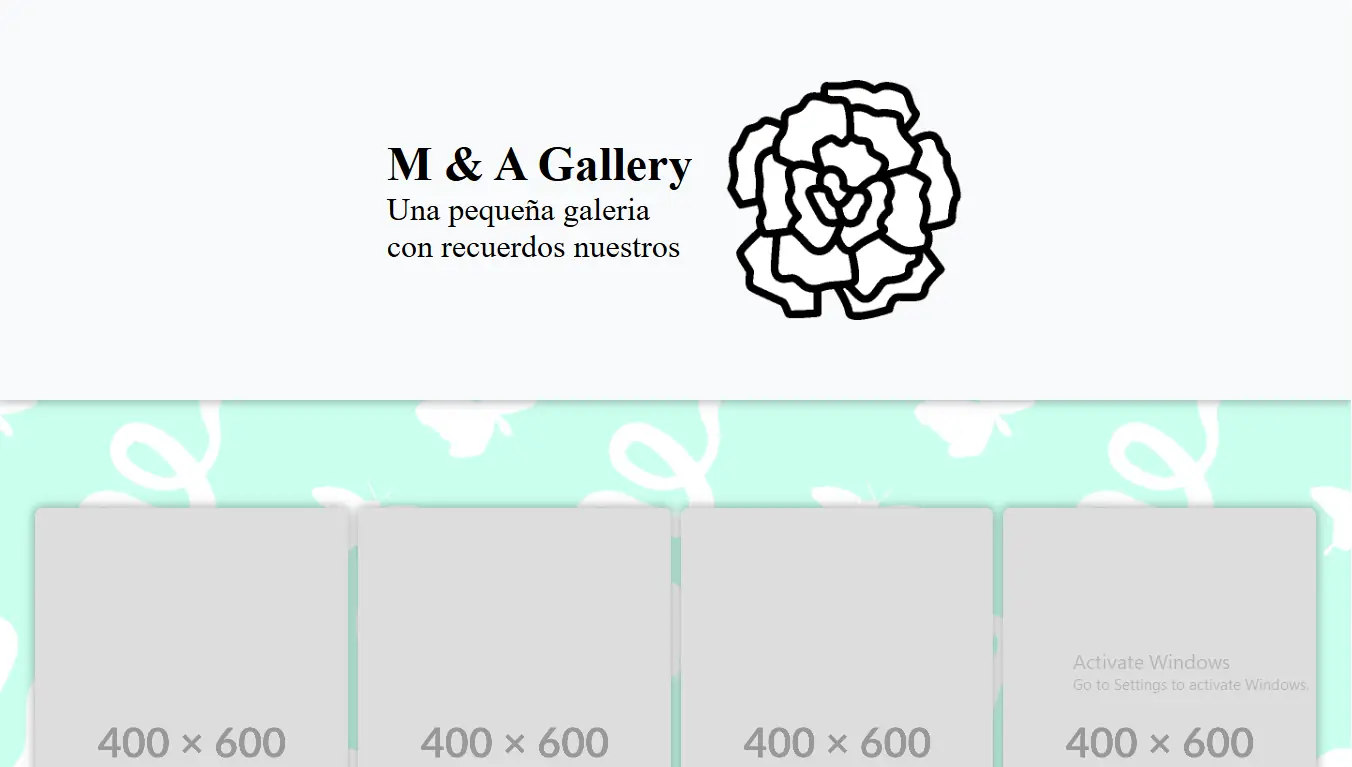 M & A Gallery
Una pequeña galeria
con recuerdos nuestros
Activate Windows
Go to Settings to activate Windows.
400 × 600
400 × 600
400 × 600
400 × 600